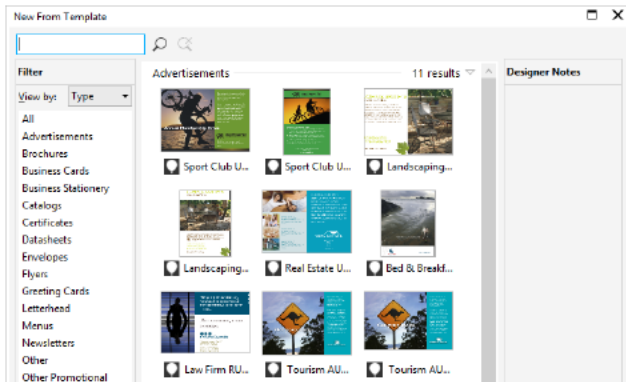 New From Template
Filter
View by: Type
All
Advertisements
Brochures
Business Cards
Business Stationery
Catalogs
Certificates
Datasheets
Envelopes
Flyers
Greeting Cards
Letterhead
Menus
Newsletters
Other
Other Promotional
Advertisements 11 results
Sport Club U... Sport Club U... Landscaping...
Landscaping... Real Estate U... Bed & Breakf...
Law Firm RU... Tourism AU... Tourism AU...
Designer Notes